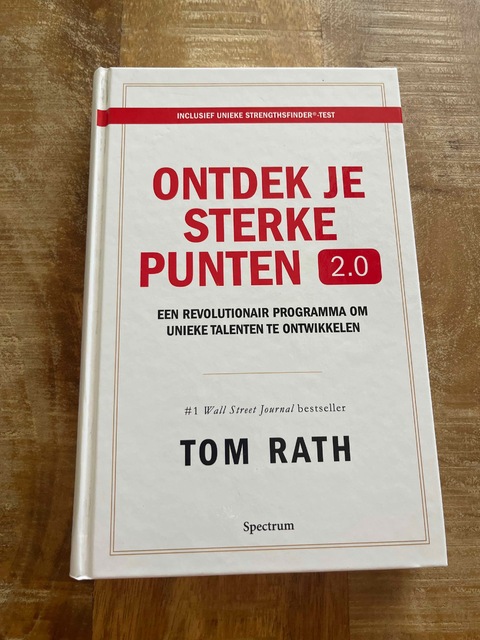 INCLUSIEF UNIEKE STRENGTHSFINDER®-TEST
ONTDEK JE
STERKE
PUNTEN 2.0
EEN REVOLUTIONAIR PROGRAMMA OM
UNIEKE TALENTEN TE ONTWIKKELEN
#1 Wall Street Journal bestseller
TOM RATH
Spectrum